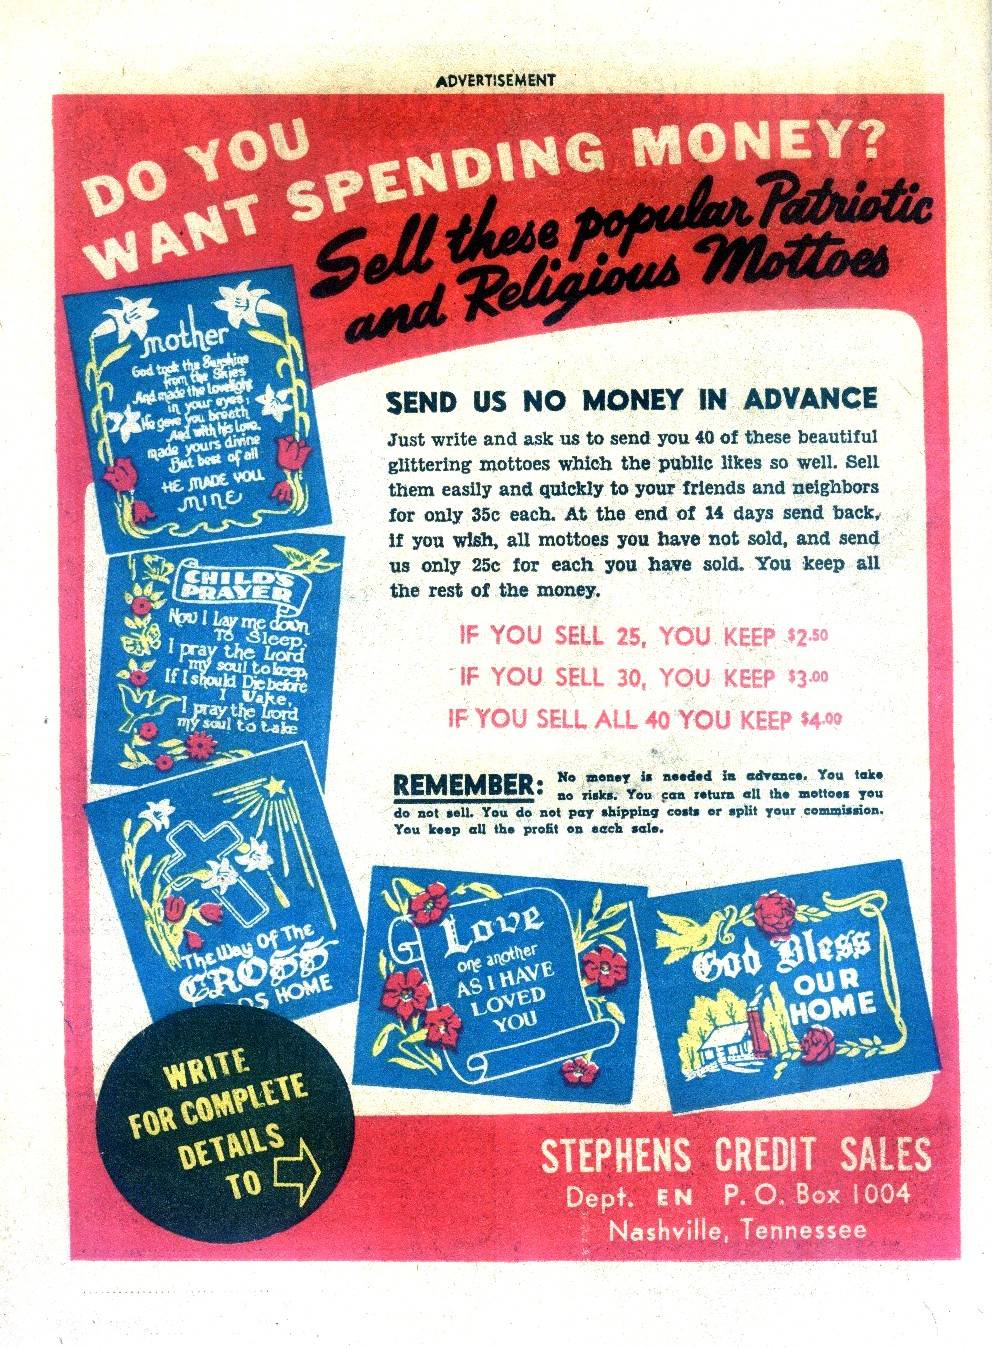 ADVERTISEMENT
DO YOU
WANT SPENDING MONEY?
Sell these popular Patriotic
and Religious Mottoes
mother
God took the Sunshine
from the Skies
And made the lovelight
in your eyes;
He gave you breath
And with his love
made yours divine
But best of all
HE MADE YOU
MINE
CHILD'S
PRAYER
Now I Lay me down
To Sleep,
I pray the Lord
my soul to keep,
If I should Die before
I Wake,
I pray the Lord
my soul to take
The Way Of The
CROSS
DS HOME
SEND US NO MONEY IN ADVANCE
Just write and ask us to send you 40 of these beautiful
glittering mottoes which the public likes so well. Sell
them easily and quickly to your friends and neighbors
for only 35c each. At the end of 14 days send back,
if you wish, all mottoes you have not sold, and send
us only 25c for each you have sold. You keep all
the rest of the money.
IF YOU SELL 25, YOU KEEP $2.50
IF YOU SELL 30, YOU KEEP $3.00
IF YOU SELL ALL 40 YOU KEEP $4.00
REMEMBER: No money is needed in advance. You take
no risks. You can return all the mottoes you
do not sell. You do not pay shipping costs or split your commission.
You keep all the profit on each sale.
Love
one another
AS I HAVE
LOVED
YOU
God Bless
OUR
HOME
WRITE
FOR COMPLETE
DETAILS
TO
STEPHENS CREDIT SALES
Dept. EN P. O. Box 1004
Nashville, Tennessee